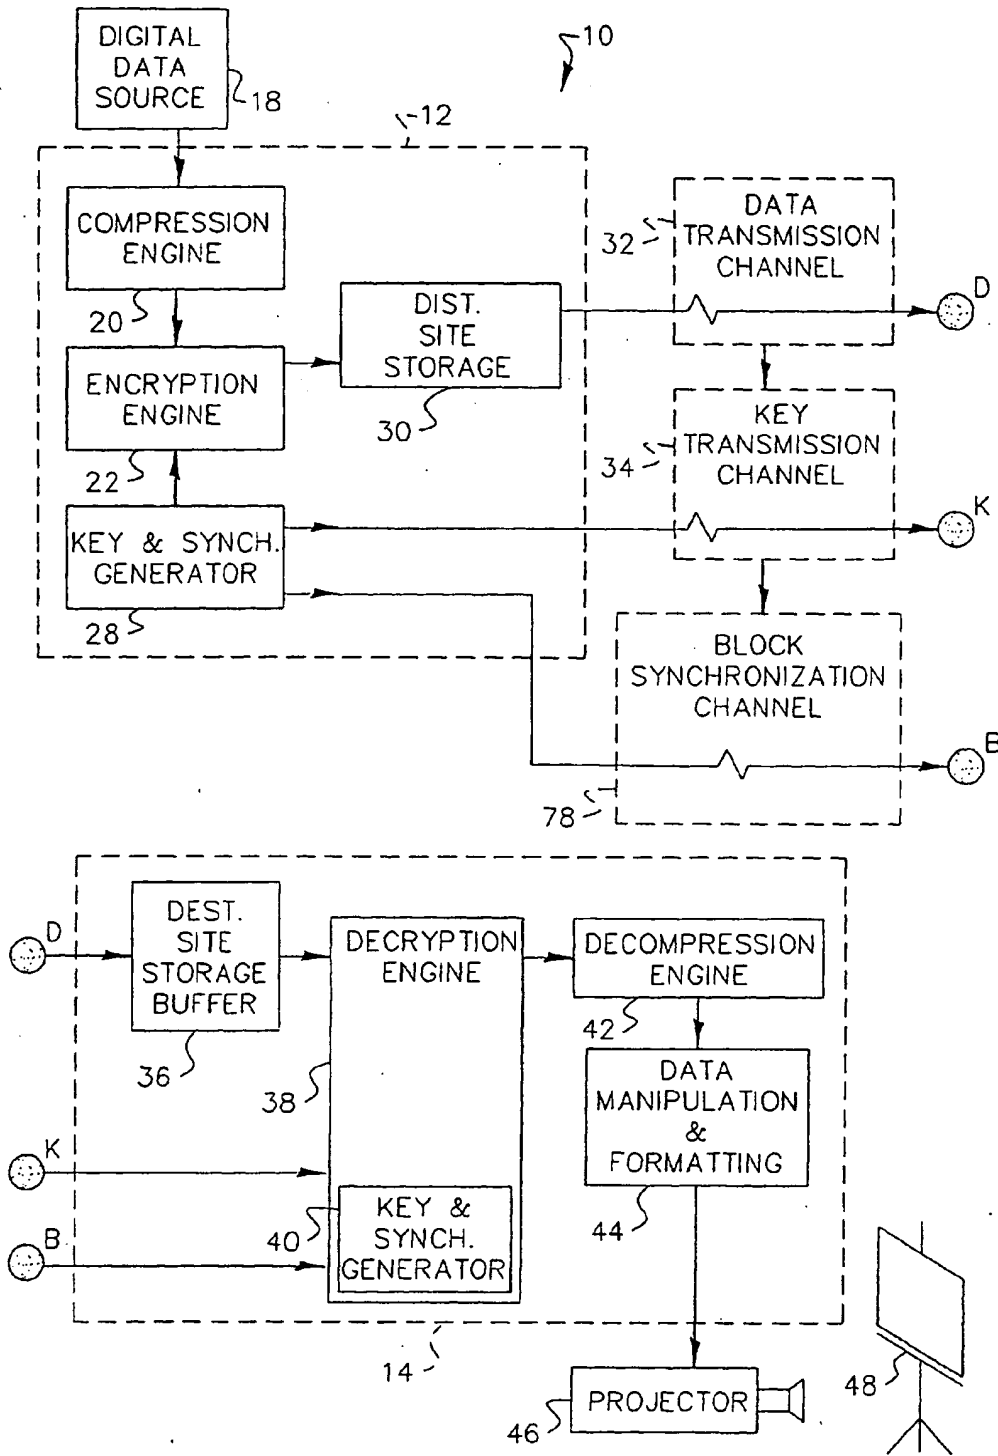 DIGITAL
DATA
SOURCE
18
10
12
COMPRESSION
ENGINE
20
ENCRYPTION
ENGINE
22
KEY & SYNCH.
GENERATOR
28
DIST.
SITE
STORAGE
30
DATA
TRANSMISSION
CHANNEL
32
D
KEY
TRANSMISSION
CHANNEL
34
K
BLOCK
SYNCHRONIZATION
CHANNEL
78
B
D
DEST.
SITE
STORAGE
BUFFER
36
K
B
DECRYPTION
ENGINE
38
KEY &
SYNCH.
GENERATOR
40
DECOMPRESSION
ENGINE
42
DATA
MANIPULATION
&
FORMATTING
44
14
PROJECTOR
46
48